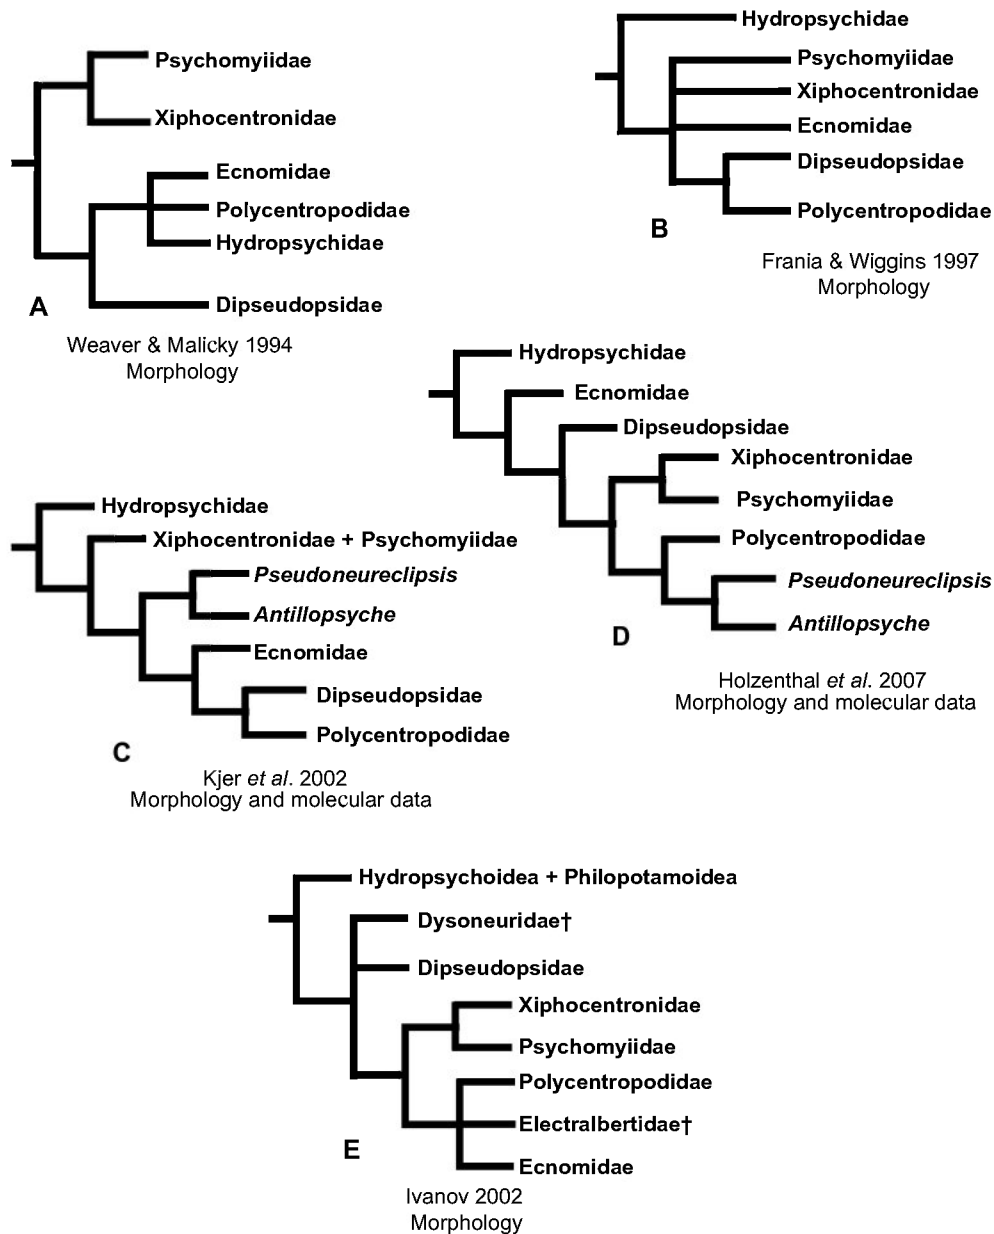 Psychomyiidae
Xiphocentronidae
Ecnomidae
Polycentropodidae
Hydropsychidae
Dipseudopsidae
A
Weaver & Malicky 1994
Morphology
Hydropsychidae
Psychomyiidae
Xiphocentronidae
Ecnomidae
Dipseudopsidae
Polycentropodidae
B
Frania & Wiggins 1997
Morphology
Hydropsychidae
Xiphocentronidae + Psychomyiidae
Pseudoneureclipsis
Antillopsyche
Ecnomidae
Dipseudopsidae
Polycentropodidae
C
Kjer et al. 2002
Morphology and molecular data
Hydropsychidae
Ecnomidae
Dipseudopsidae
Xiphocentronidae
Psychomyiidae
Polycentropodidae
Pseudoneureclipsis
Antillopsyche
D
Holzenthal et al. 2007
Morphology and molecular data
Hydropsychoidea + Philopotamoidea
Dysoneuridae†
Dipseudopsidae
Xiphocentronidae
Psychomyiidae
Polycentropodidae
Electralbertidae†
Ecnomidae
E
Ivanov 2002
Morphology